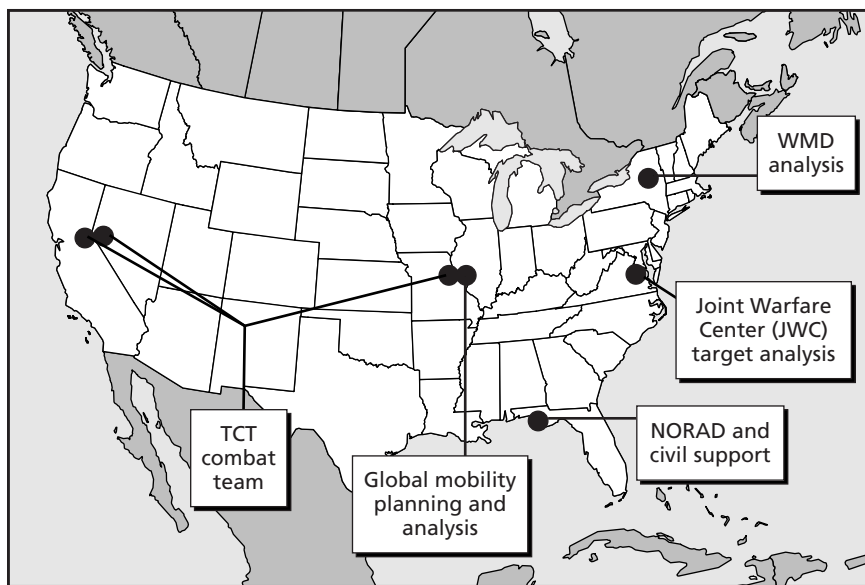 WMD
analysis
Joint Warfare
Center (JWC)
target analysis
TCT
combat
team
NORAD and
civil support
Global mobility
planning and
analysis